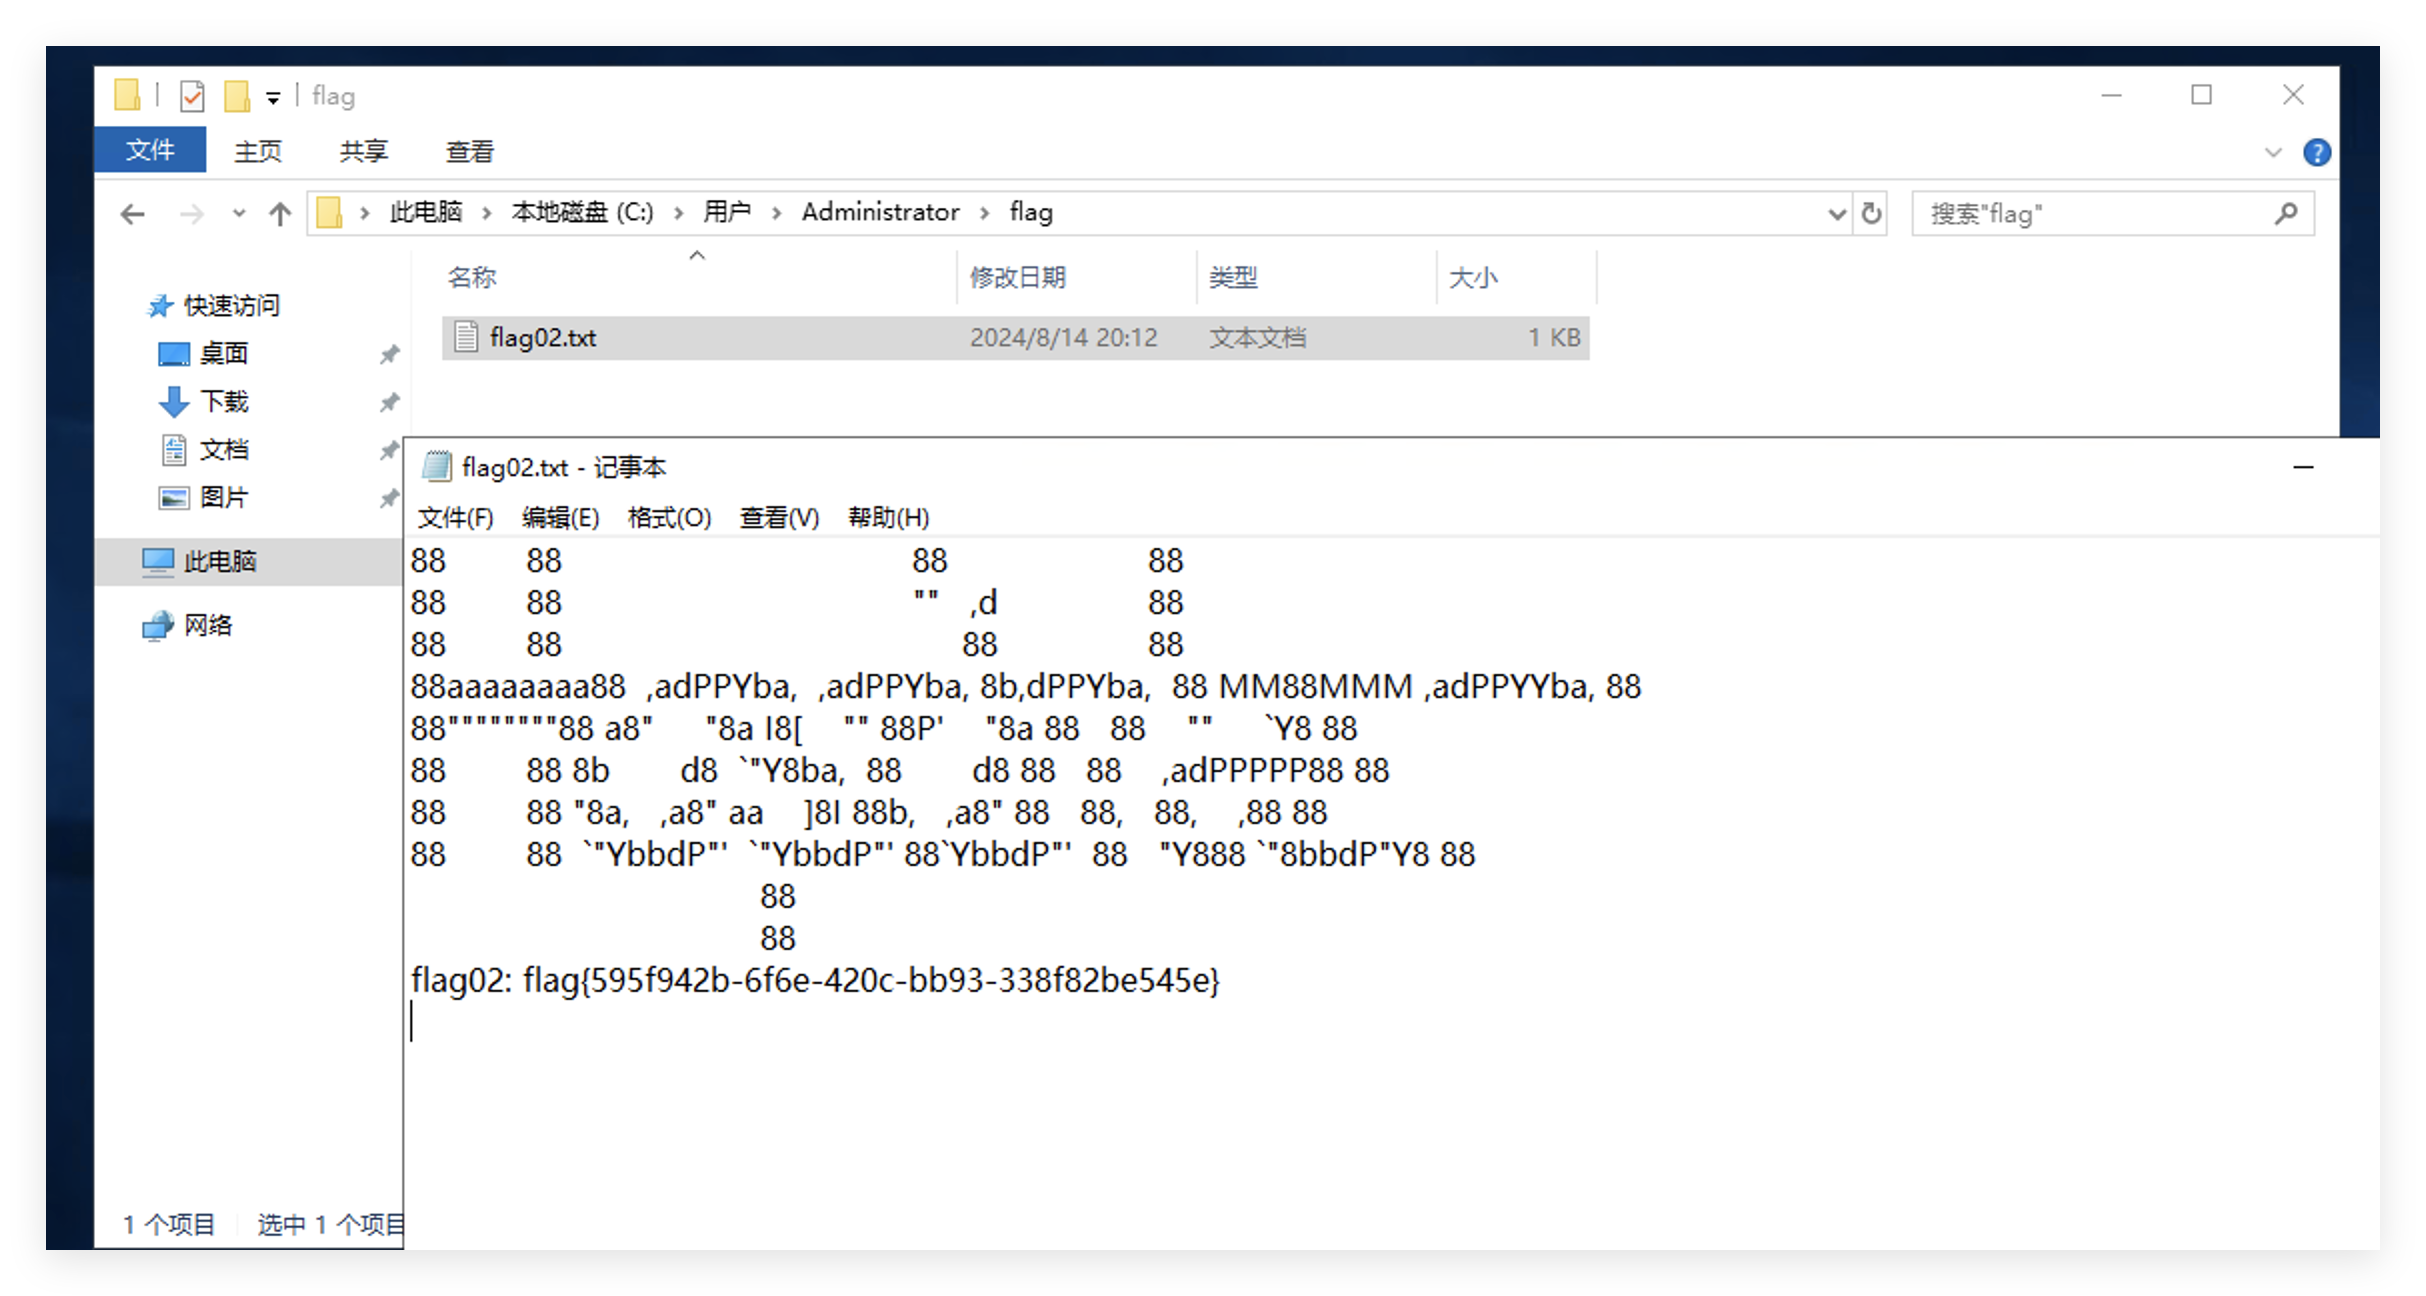 flag
文件 主页 共享 查看
此电脑 › 本地磁盘 (C:) › 用户 › Administrator › flag
搜索"flag"
名称 修改日期 类型 大小
flag02.txt 2024/8/14 20:12 文本文档 1 KB
快速访问
桌面
下载
文档
图片
此电脑
网络
1 个项目 选中 1 个项目
flag02.txt - 记事本
文件(F) 编辑(E) 格式(O) 查看(V) 帮助(H)
88        88                                   88                    88
88        88                                   ""   ,d               88
88        88                                        88               88
88aaaaaaaa88  ,adPPYba,  ,adPPYba, 8b,dPPYba,  88 MM88MMM ,adPPYYba, 88
88""""""""88 a8"     "8a I8[    "" 88P'    "8a 88   88    ""     `Y8 88
88        88 8b       d8  `"Y8ba,  88       d8 88   88    ,adPPPPP88 88
88        88 "8a,   ,a8" aa    ]8I 88b,   ,a8" 88   88,   88,    ,88 88
88        88  `"YbbdP"'  `"YbbdP"' 88`YbbdP"'  88   "Y888 `"8bbdP"Y8 88
                                   88
                                   88
flag02: flag{595f942b-6f6e-420c-bb93-338f82be545e}